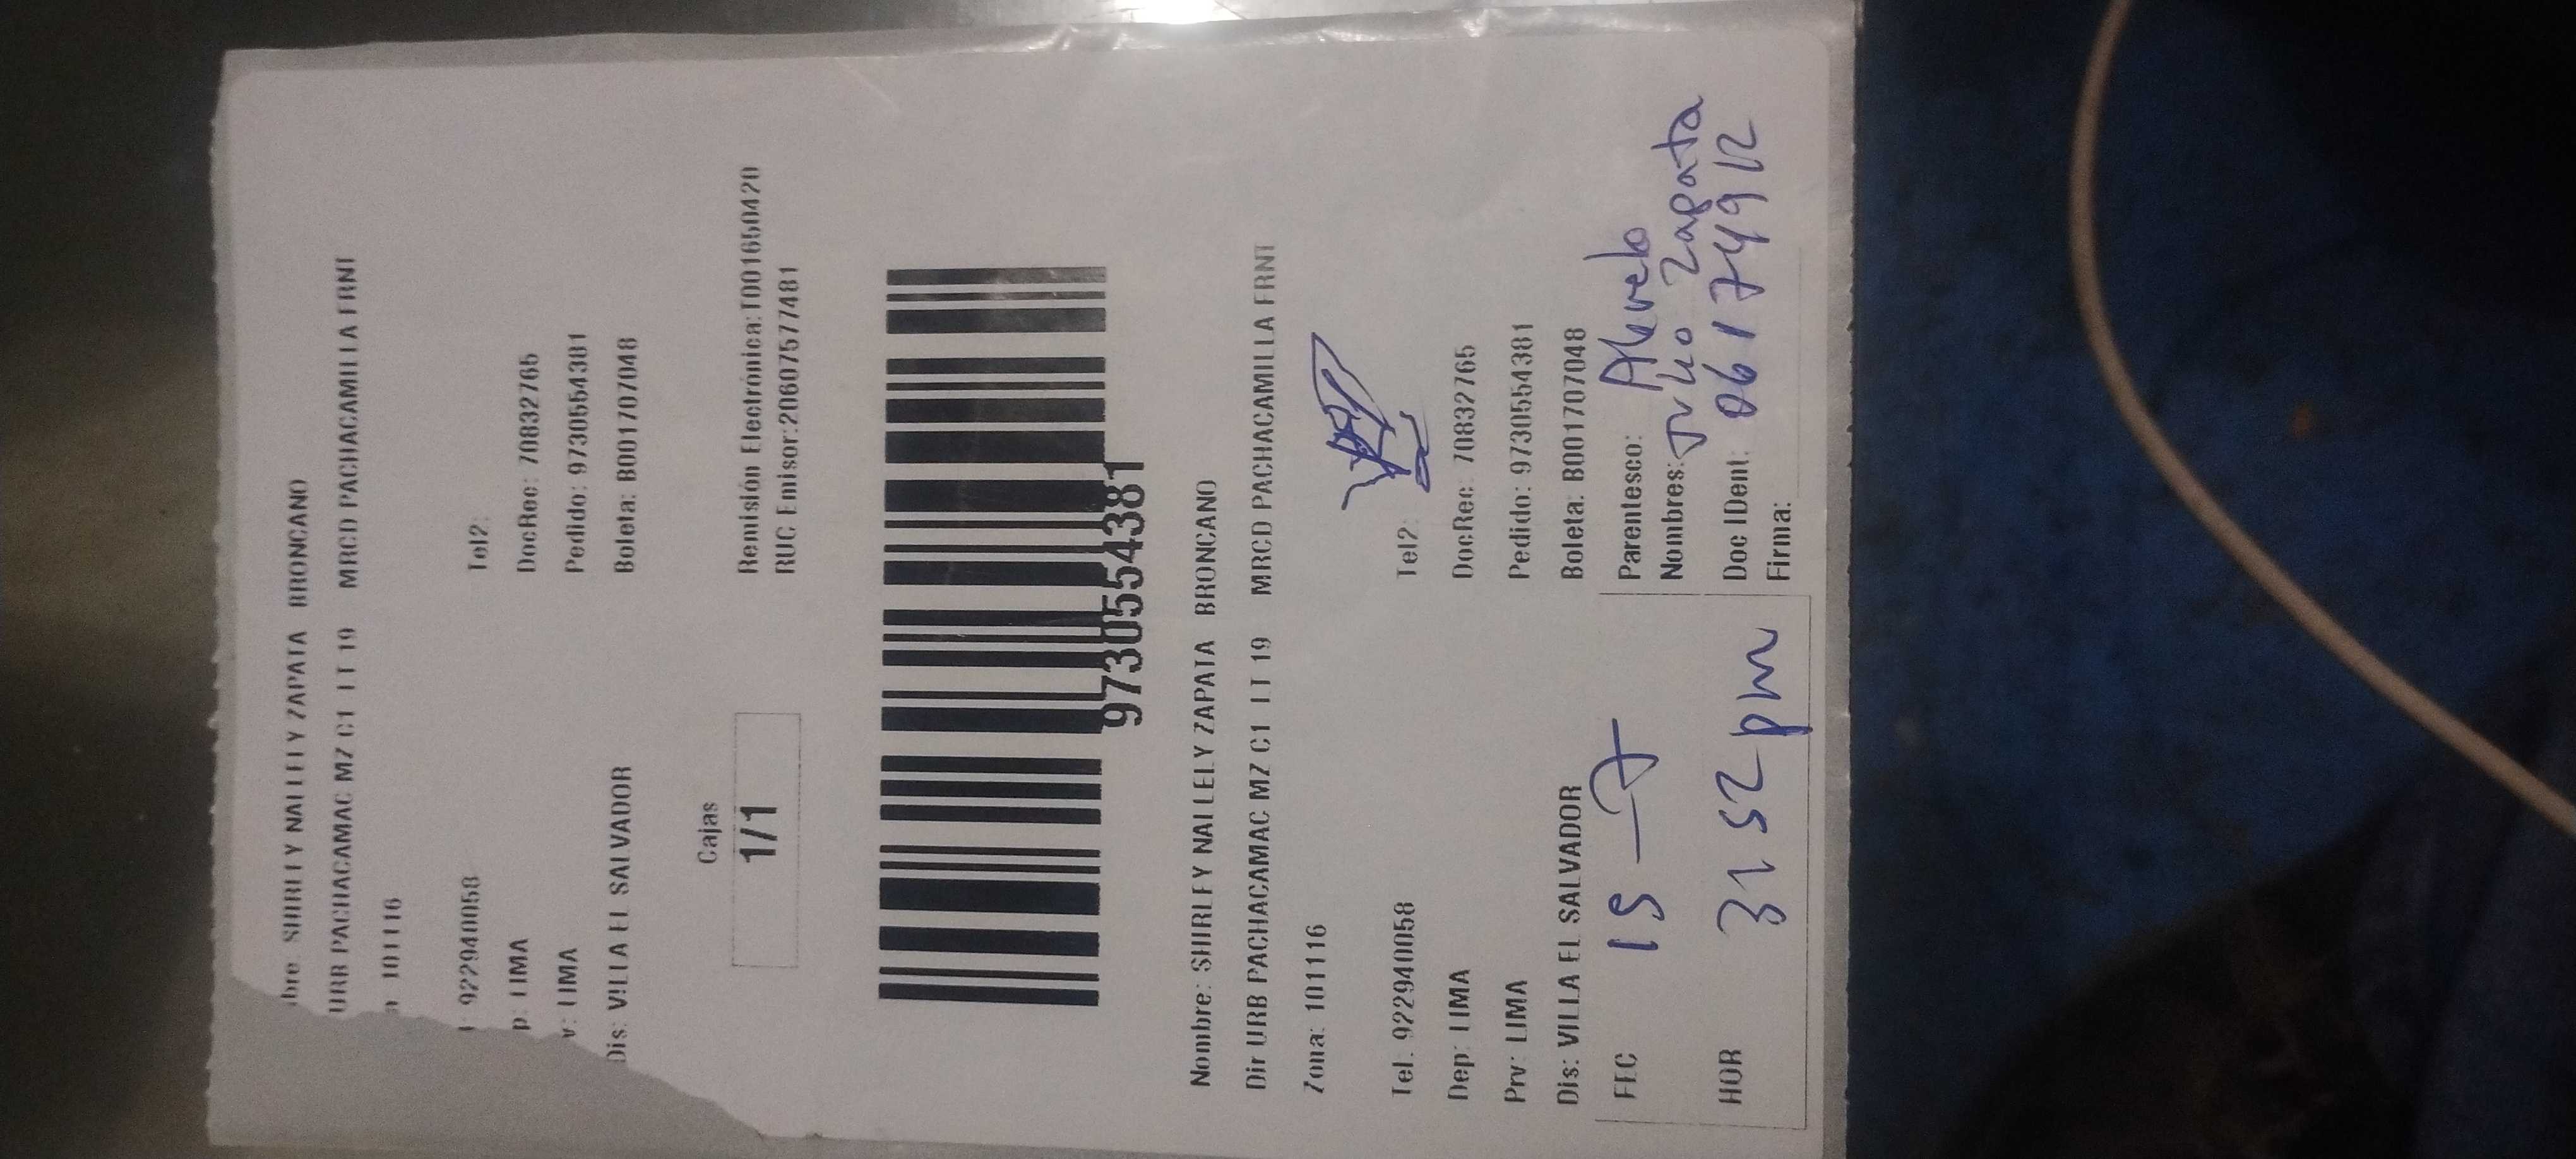 bre SHIRLEY NALLELY ZAPATA BRONCANO
URB PACHACAMAC MZ C1 LT 19 MRCD PACHACAMILLA FRNT
a 101116
l: 922940058 Tel2:
p: LIMA DocRec: 70832765
v: LIMA Pedido: 9730554381
Dis: VILLA EL SALVADOR Boleta: B001707048
Cajas
1/1
Remisión Electrónica:T001650420
RUC Emisor:20607577481
9730554381
Nombre: SHIRLEY NALLELY ZAPATA BRONCANO
Dir URB PACHACAMAC MZ C1 LT 19 MRCD PACHACAMILLA FRNT
Zona: 101116
Tel. 922940058 Tel2:
Dep: LIMA DocRec: 70832765
Prv: LIMA Pedido: 9730554381
Dis: VILLA EL SALVADOR Boleta: B001707048
FEC 15-7 Parentesco: Abuelo
Nombres: Julio Zapata
HOR 3:52 pm Doc IDent:
Firma: